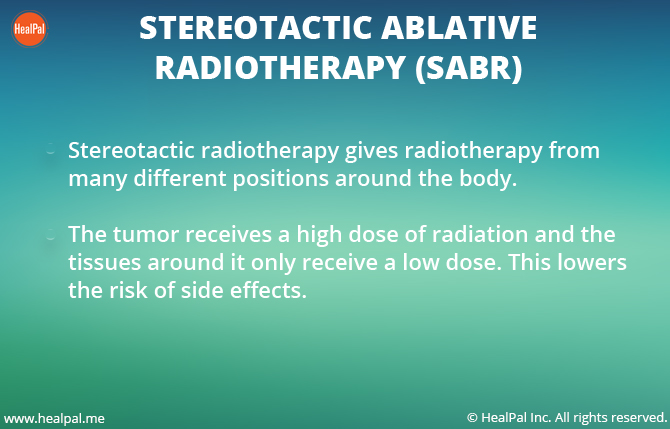 HealPal
STEREOTACTIC ABLATIVE
RADIOTHERAPY (SABR)
Stereotactic radiotherapy gives radiotherapy from
many different positions around the body.
The tumor receives a high dose of radiation and the
tissues around it only receive a low dose. This lowers
the risk of side effects.
www.healpal.me
© HealPal Inc. All rights reserved.